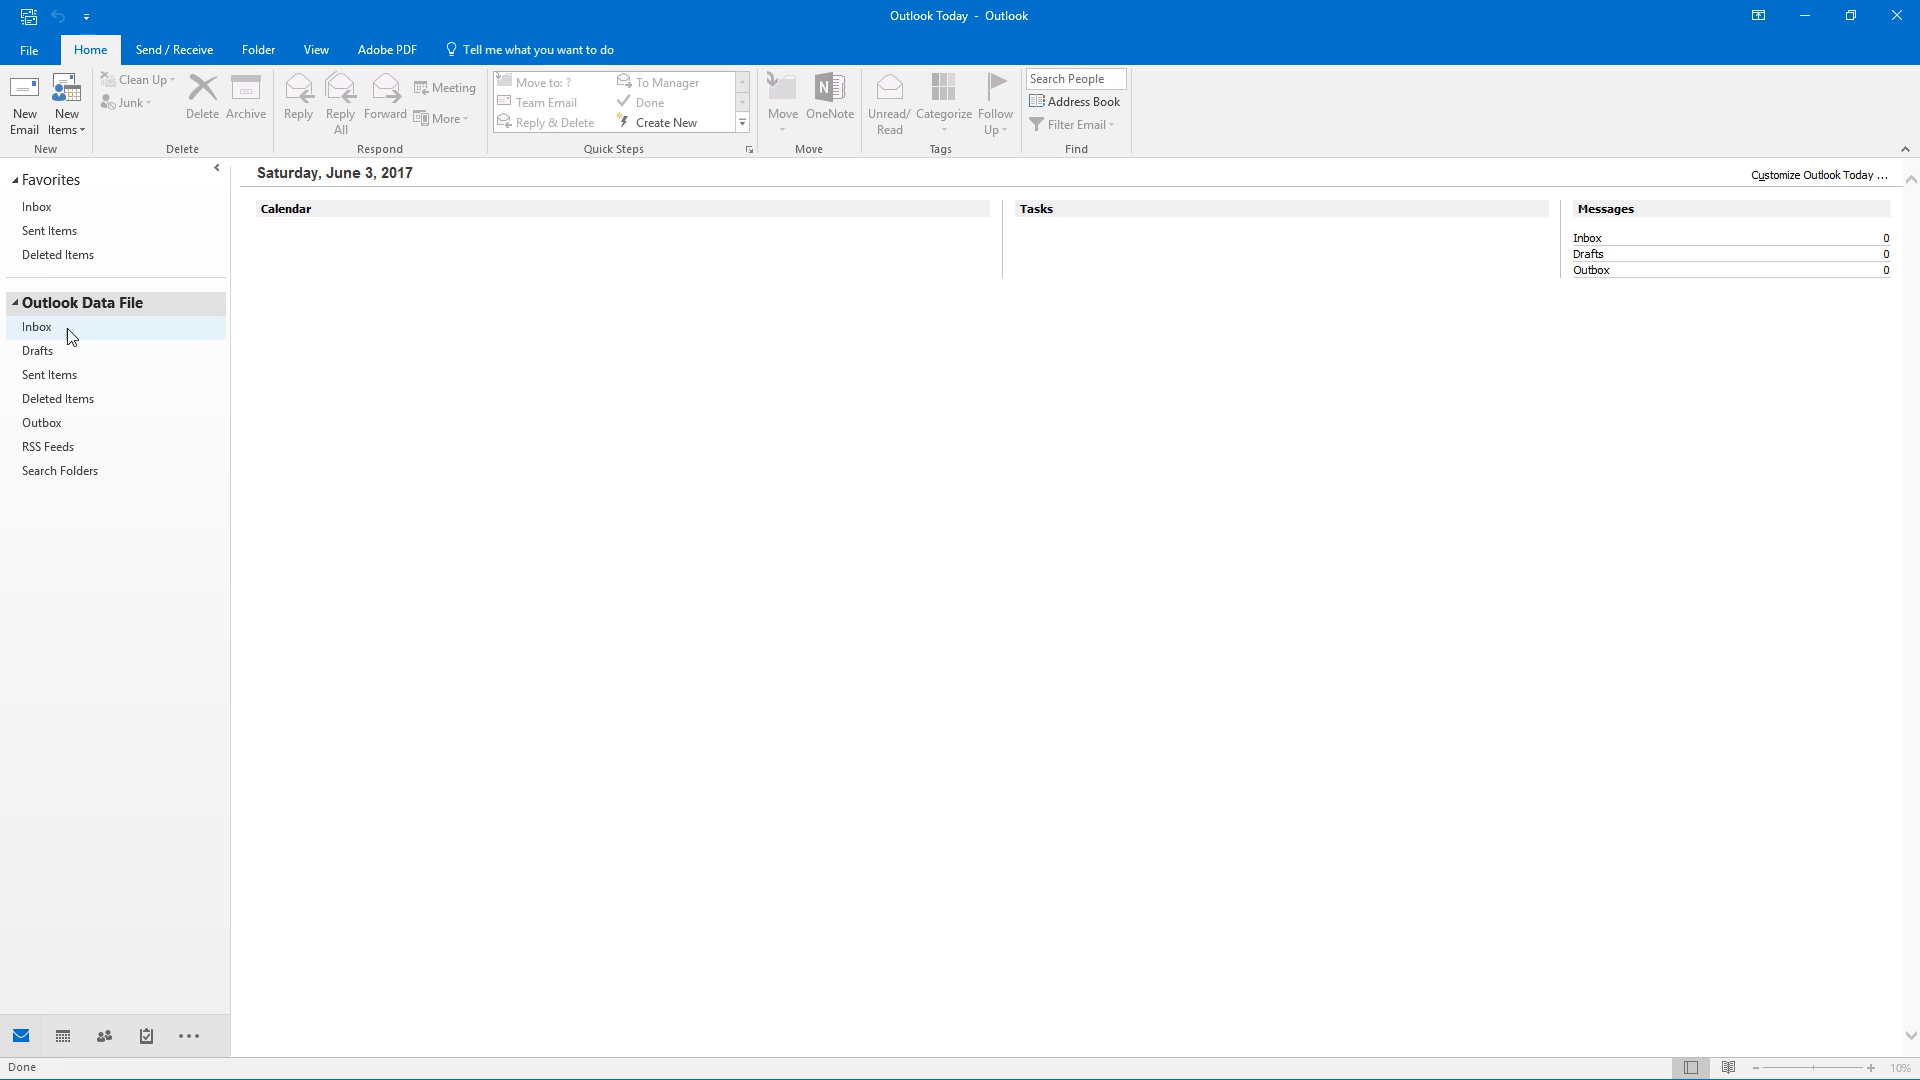 Outlook Today - Outlook
File
Home
Send / Receive
Folder
View
Adobe PDF
Tell me what you want to do
New Email
New Items
New
Clean Up
Junk
Delete
Archive
Delete
Reply
Reply All
Forward
Meeting
More
Respond
Move to: ?
Team Email
Reply & Delete
To Manager
Done
Create New
Quick Steps
Move
OneNote
N
Move
Unread/ Read
Categorize
Follow Up
Tags
Search People
Address Book
Filter Email
Find
Favorites
Inbox
Sent Items
Deleted Items
Outlook Data File
Inbox
Drafts
Sent Items
Deleted Items
Outbox
RSS Feeds
Search Folders
Saturday, June 3, 2017
Customize Outlook Today ...
Calendar
Tasks
Messages
Inbox 0
Drafts 0
Outbox 0
Done
10%